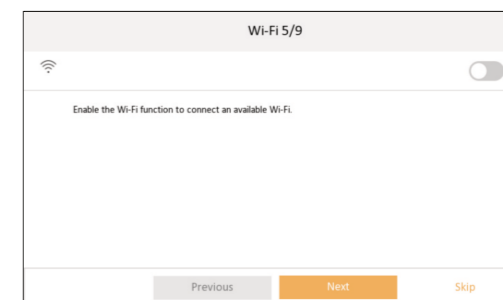 Wi-Fi 5/9
Enable the Wi-Fi function to connect an available Wi-Fi.
Previous Next Skip